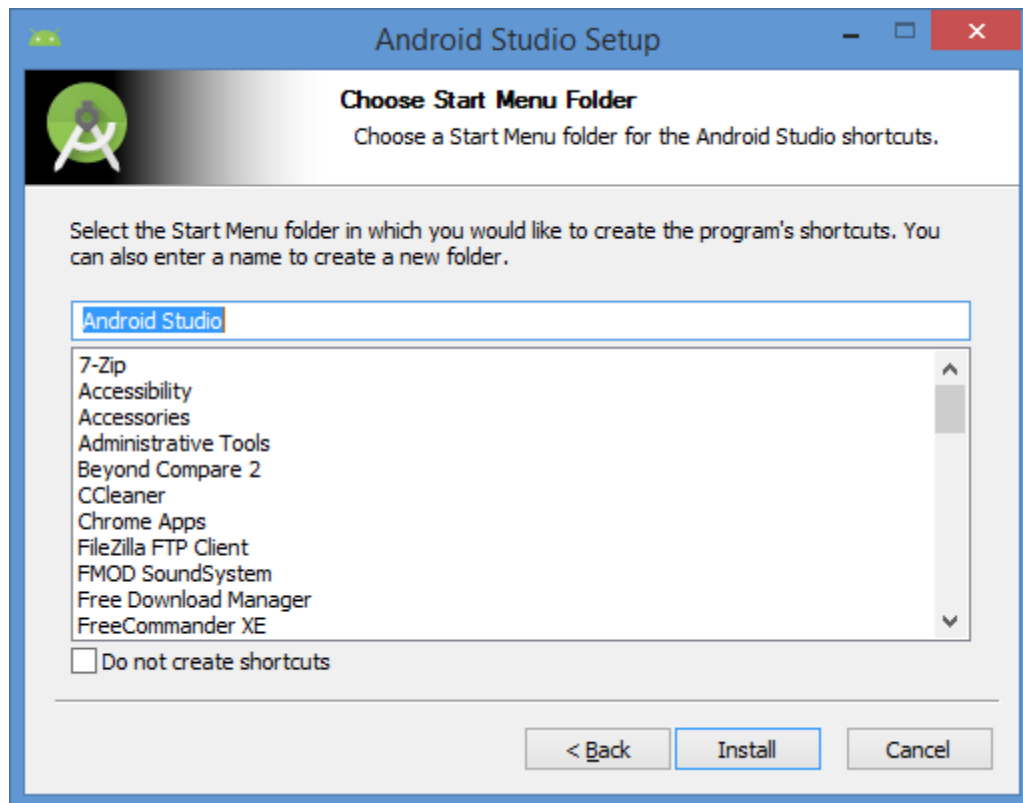 Android Studio Setup
Choose Start Menu Folder
Choose a Start Menu folder for the Android Studio shortcuts.
Select the Start Menu folder in which you would like to create the program's shortcuts. You
can also enter a name to create a new folder.
Android Studio
7-Zip
Accessibility
Accessories
Administrative Tools
Beyond Compare 2
CCleaner
Chrome Apps
FileZilla FTP Client
FMOD SoundSystem
Free Download Manager
FreeCommander XE
Do not create shortcuts
< Back Install Cancel